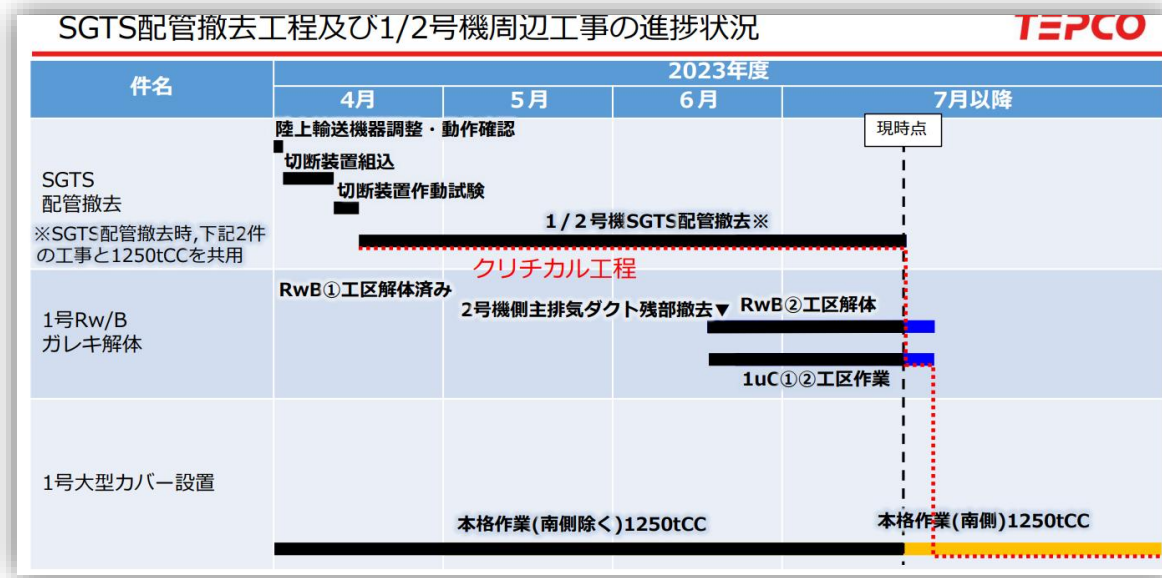 SGTS配管撤去工程及び1/2号機周辺工事の進捗状況
TEPCO
件名
2023年度
4月
5月
6月
7月以降
現時点
SGTS
配管撤去
※SGTS配管撤去時,下記2件
の工事と1250tCCを共用
陸上輸送機器調整・動作確認
切断装置組込
切断装置作動試験
1/2号機SGTS配管撤去※
クリチカル工程
1号Rw/B
ガレキ解体
RwB①工区解体済み
2号機側主排気ダクト残部撤去▼
RwB②工区解体
1uC①②工区作業
1号大型カバー設置
本格作業(南側除く)1250tCC
本格作業(南側)1250tCC